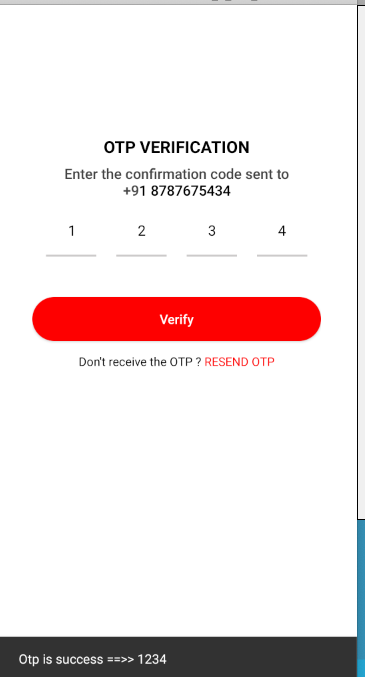 OTP VERIFICATION
Enter the confirmation code sent to
+91 8787675434
1 2 3 4
Verify
Don't receive the OTP ? RESEND OTP
Otp is success ==>> 1234